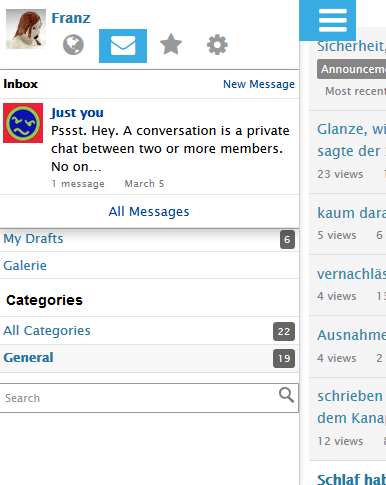 Franz
Inbox
New Message
Just you
Pssst. Hey. A conversation is a private
chat between two or more members.
No on…
1 message
March 5
All Messages
My Drafts
6
Galerie
Categories
All Categories
22
General
19
Search
Sicherheit,
Announceme
Most recent
Glanze, wi
sagte der
23 views
kaum dara
5 views
6
vernachläs
4 views
13
Ausnahme
4 views
2
schrieben
dem Kanap
12 views
8
Schlaf hab